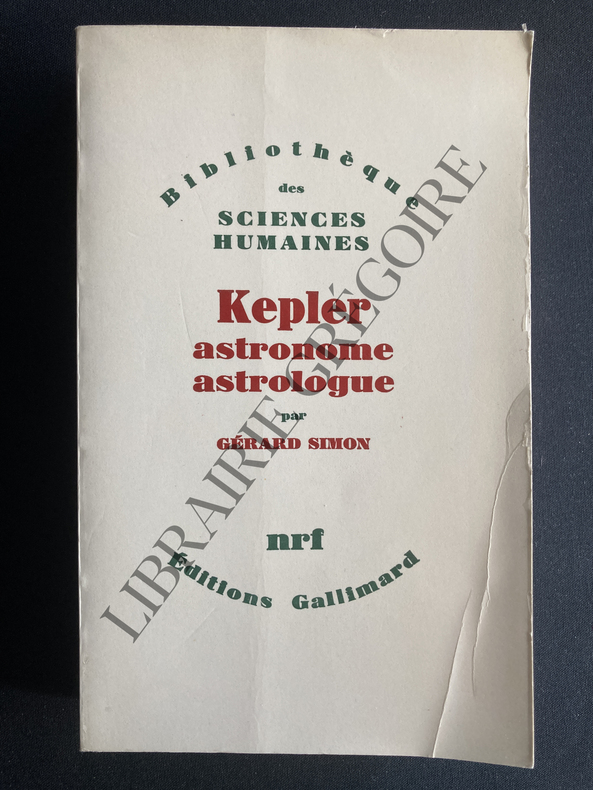 Bibliothèque
des
SCIENCES
HUMAINES
Kepler
astronome
astrologue
par
GÉRARD SIMON
nrf
Éditions Gallimard
LIBRAIRIE GRÉGOIRE